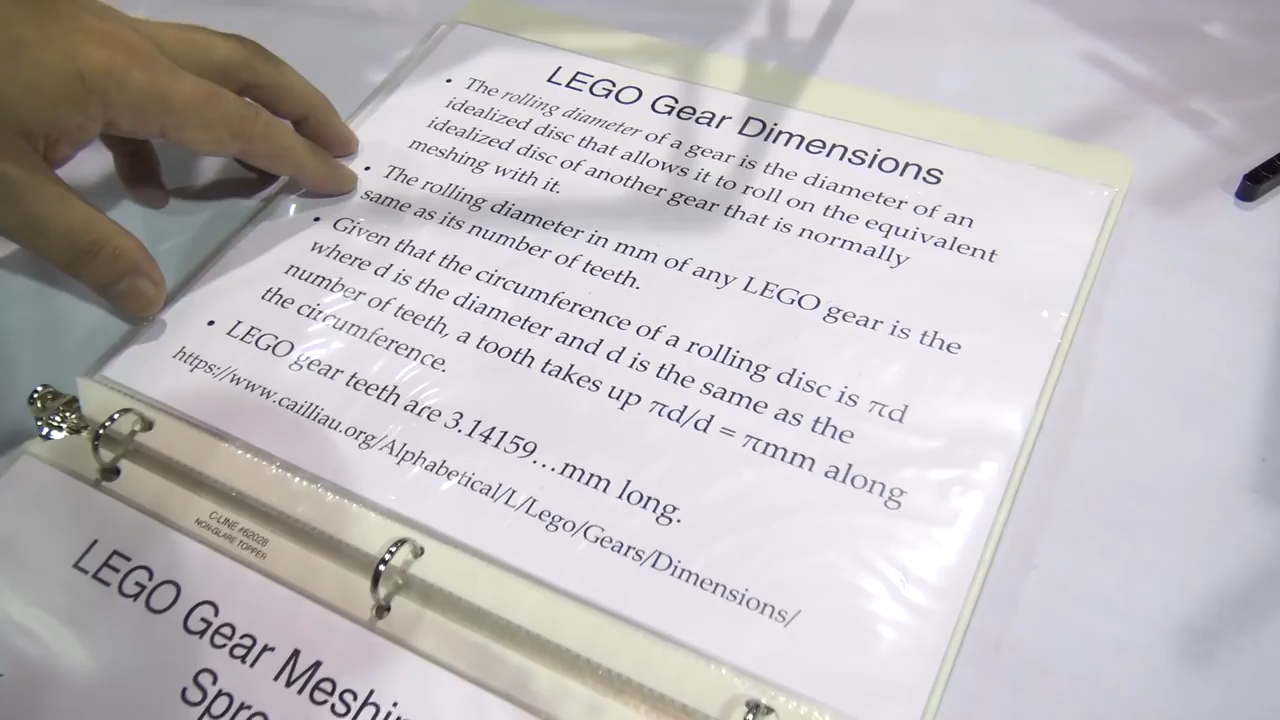 LEGO Gear Dimensions
• The rolling diameter of a gear is the diameter of an
idealized disc that allows it to roll on the equivalent
idealized disc of another gear that is normally
meshing with it.
• The rolling diameter in mm of any LEGO gear is the
same as its number of teeth.
• Given that the circumference of a rolling disc is πd
where d is the diameter and d is the same as the
number of teeth, a tooth takes up πd/d = πmm along
the circumference.
• LEGO gear teeth are 3.14159…mm long.
https://www.cailliau.org/Alphabetical/L/Lego/Gears/Dimensions/
C-LINE #62028
NON-GLARE TOPPER
LEGO Gear